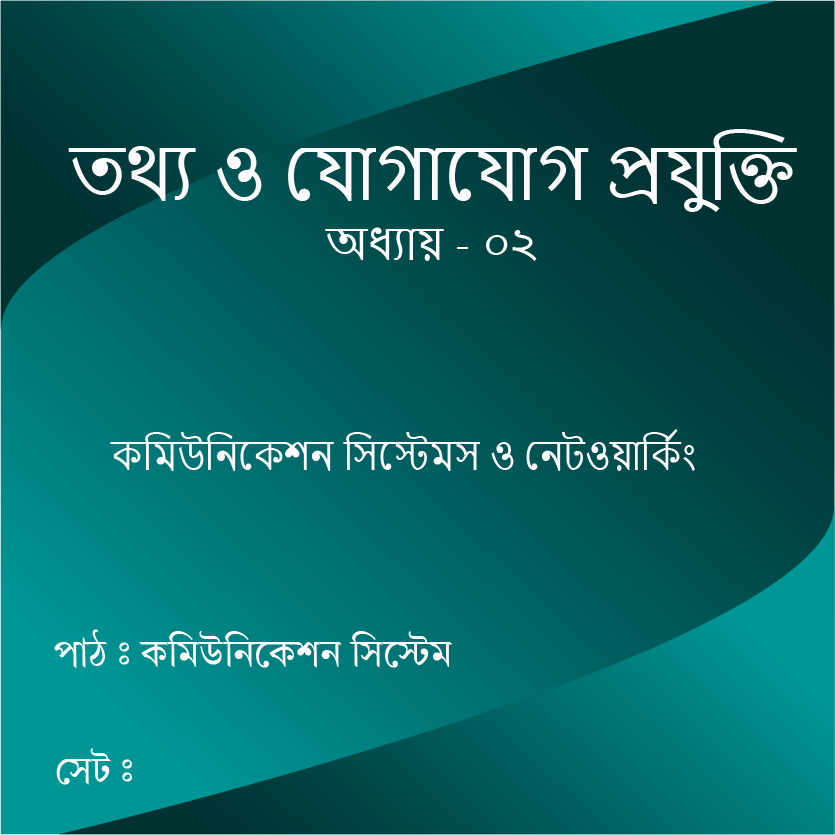 তথ্য ও যোগাযোগ প্রযুক্তি
অধ্যায় - ০২
কমিউনিকেশন সিস্টেমস ও নেটওয়ার্কিং
পাঠ ঃ কমিউনিকেশন সিস্টেম
সেট ঃ